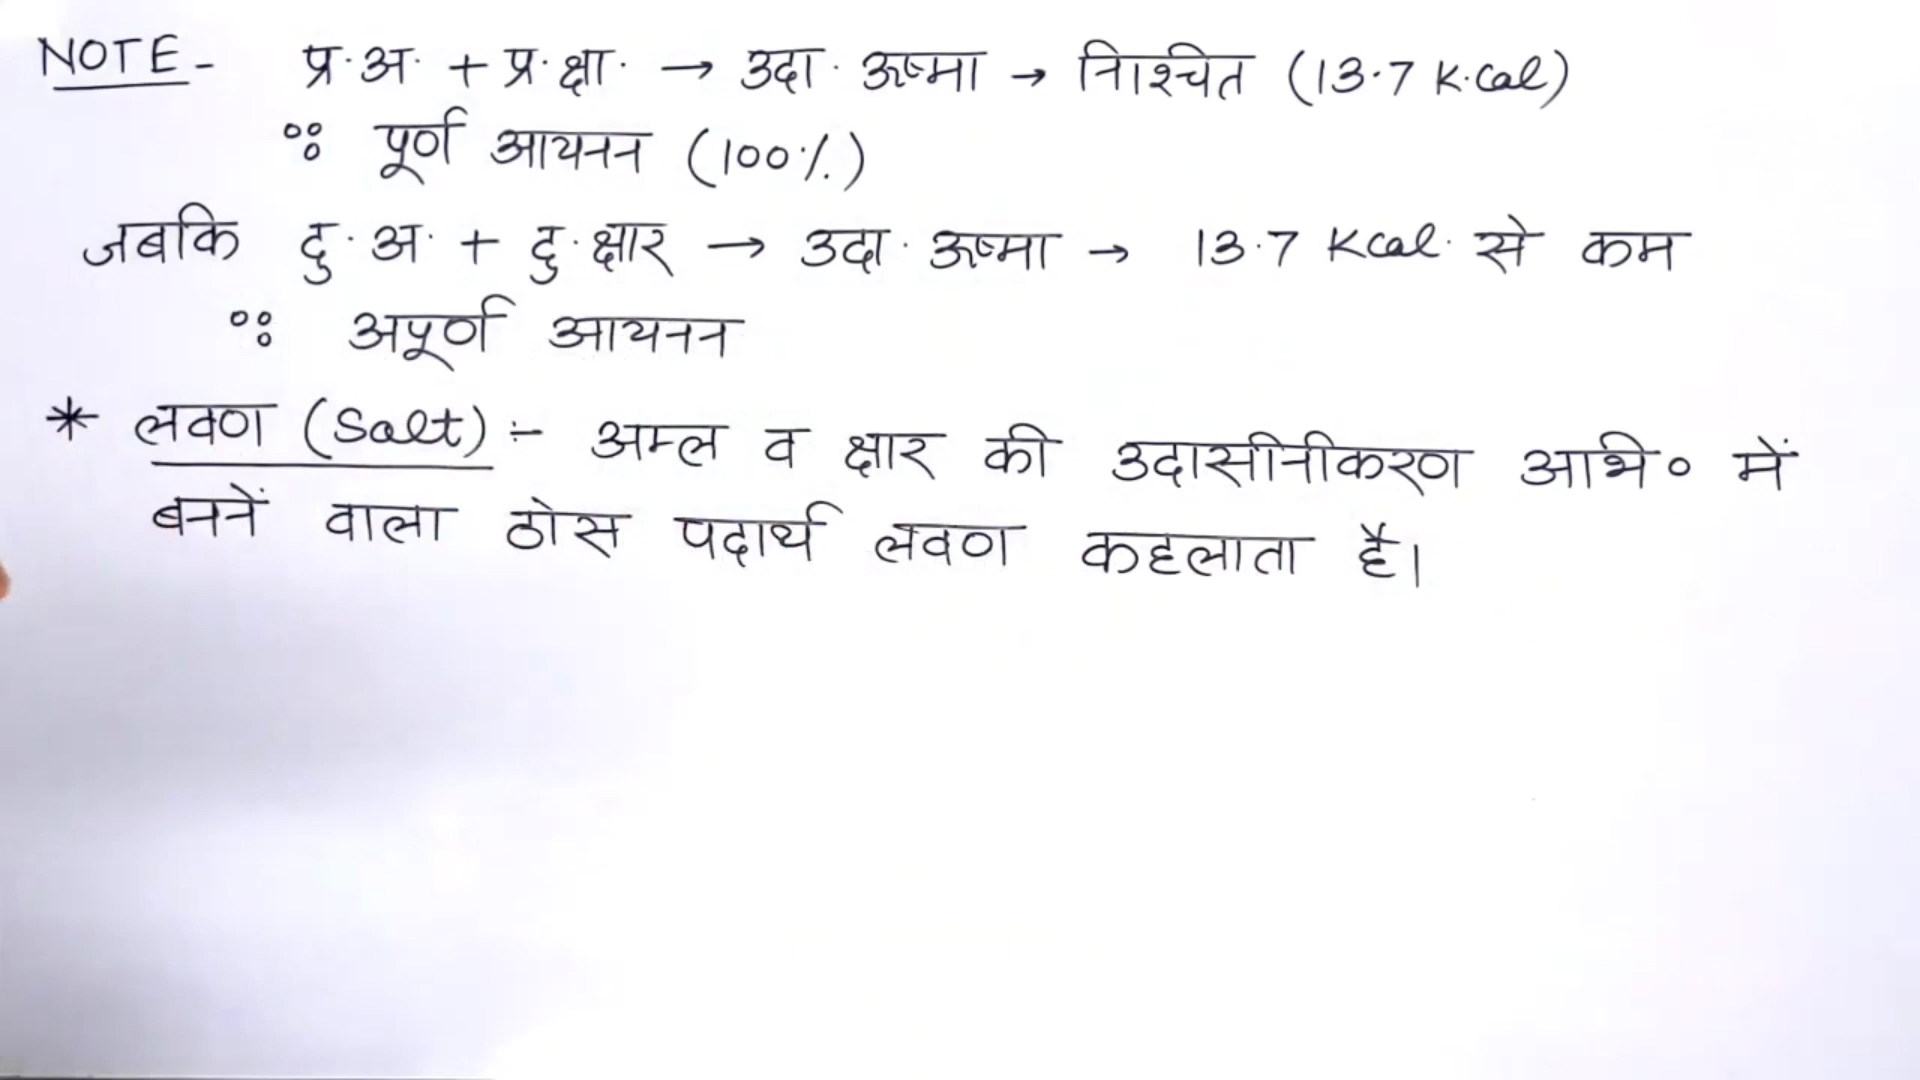 NOTE- प्र.अ. + प्र.क्षा. → उदा. ऊष्मा → निश्चित (13.7 K.Cal)
∵ पूर्ण आयनन (100%)
जबकि दु.अ. + दु.क्षार → उदा. ऊष्मा → 13.7 Kcal. से कम
∵ अपूर्ण आयनन
* लवण (Salt):- अम्ल व क्षार की उदासीनीकरण अभि० में
बननें वाला ठोस पदार्थ लवण कहलाता है।